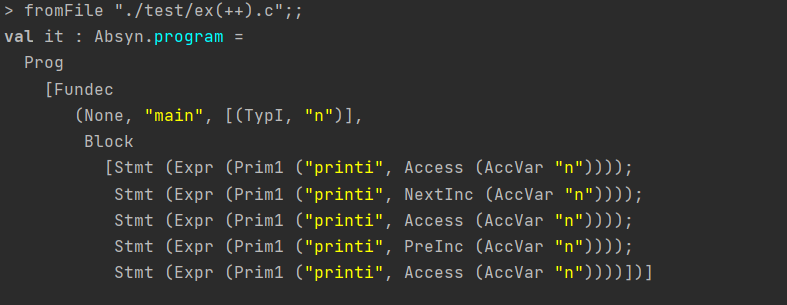 > fromFile "./test/ex(++).c";;
val it : Absyn.program =
  Prog
    [Fundec
       (None, "main", [(TypI, "n")],
        Block
          [Stmt (Expr (Prim1 ("printi", Access (AccVar "n"))));
           Stmt (Expr (Prim1 ("printi", NextInc (AccVar "n"))));
           Stmt (Expr (Prim1 ("printi", Access (AccVar "n"))));
           Stmt (Expr (Prim1 ("printi", PreInc (AccVar "n"))));
           Stmt (Expr (Prim1 ("printi", Access (AccVar "n"))))])]